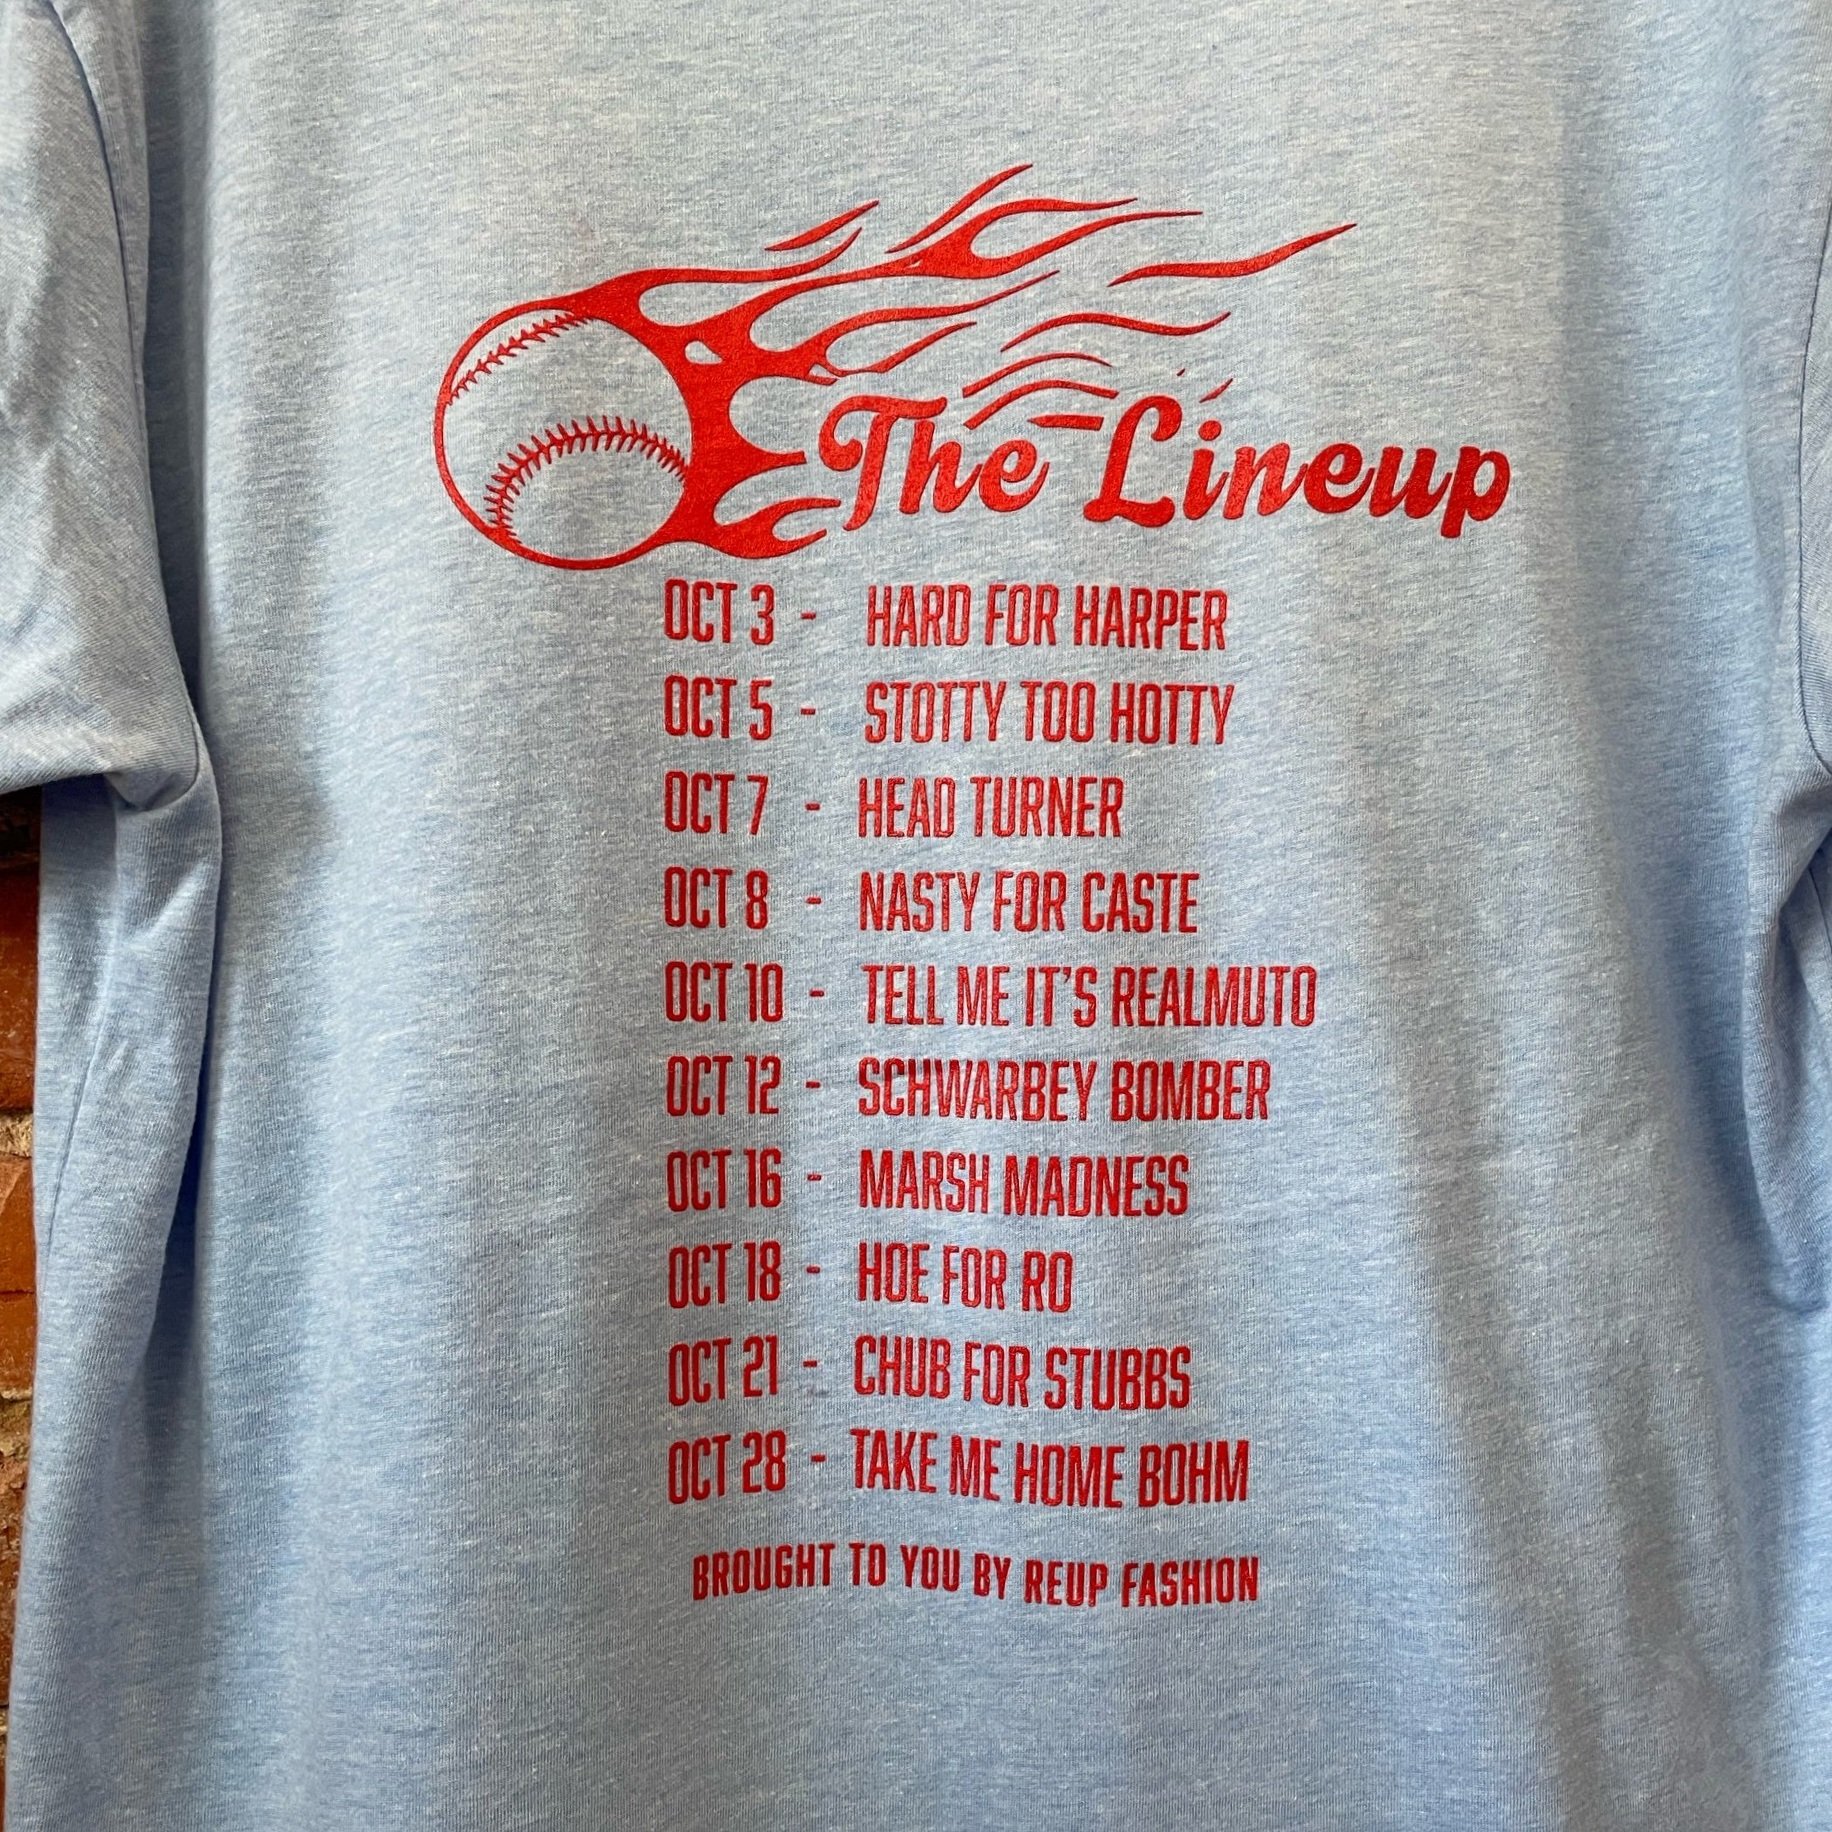 The Lineup
OCT 3 - HARD FOR HARPER
OCT 5 - STOTTY TOO HOTTY
OCT 7 - HEAD TURNER
OCT 8 - NASTY FOR CASTE
OCT 10 - TELL ME IT'S REALMUTO
OCT 12 - SCHWARBEY BOMBER
OCT 16 - MARSH MADNESS
OCT 18 - HOE FOR RO
OCT 21 - CHUB FOR STUBBS
OCT 28 - TAKE ME HOME BOHM
BROUGHT TO YOU BY REUP FASHION